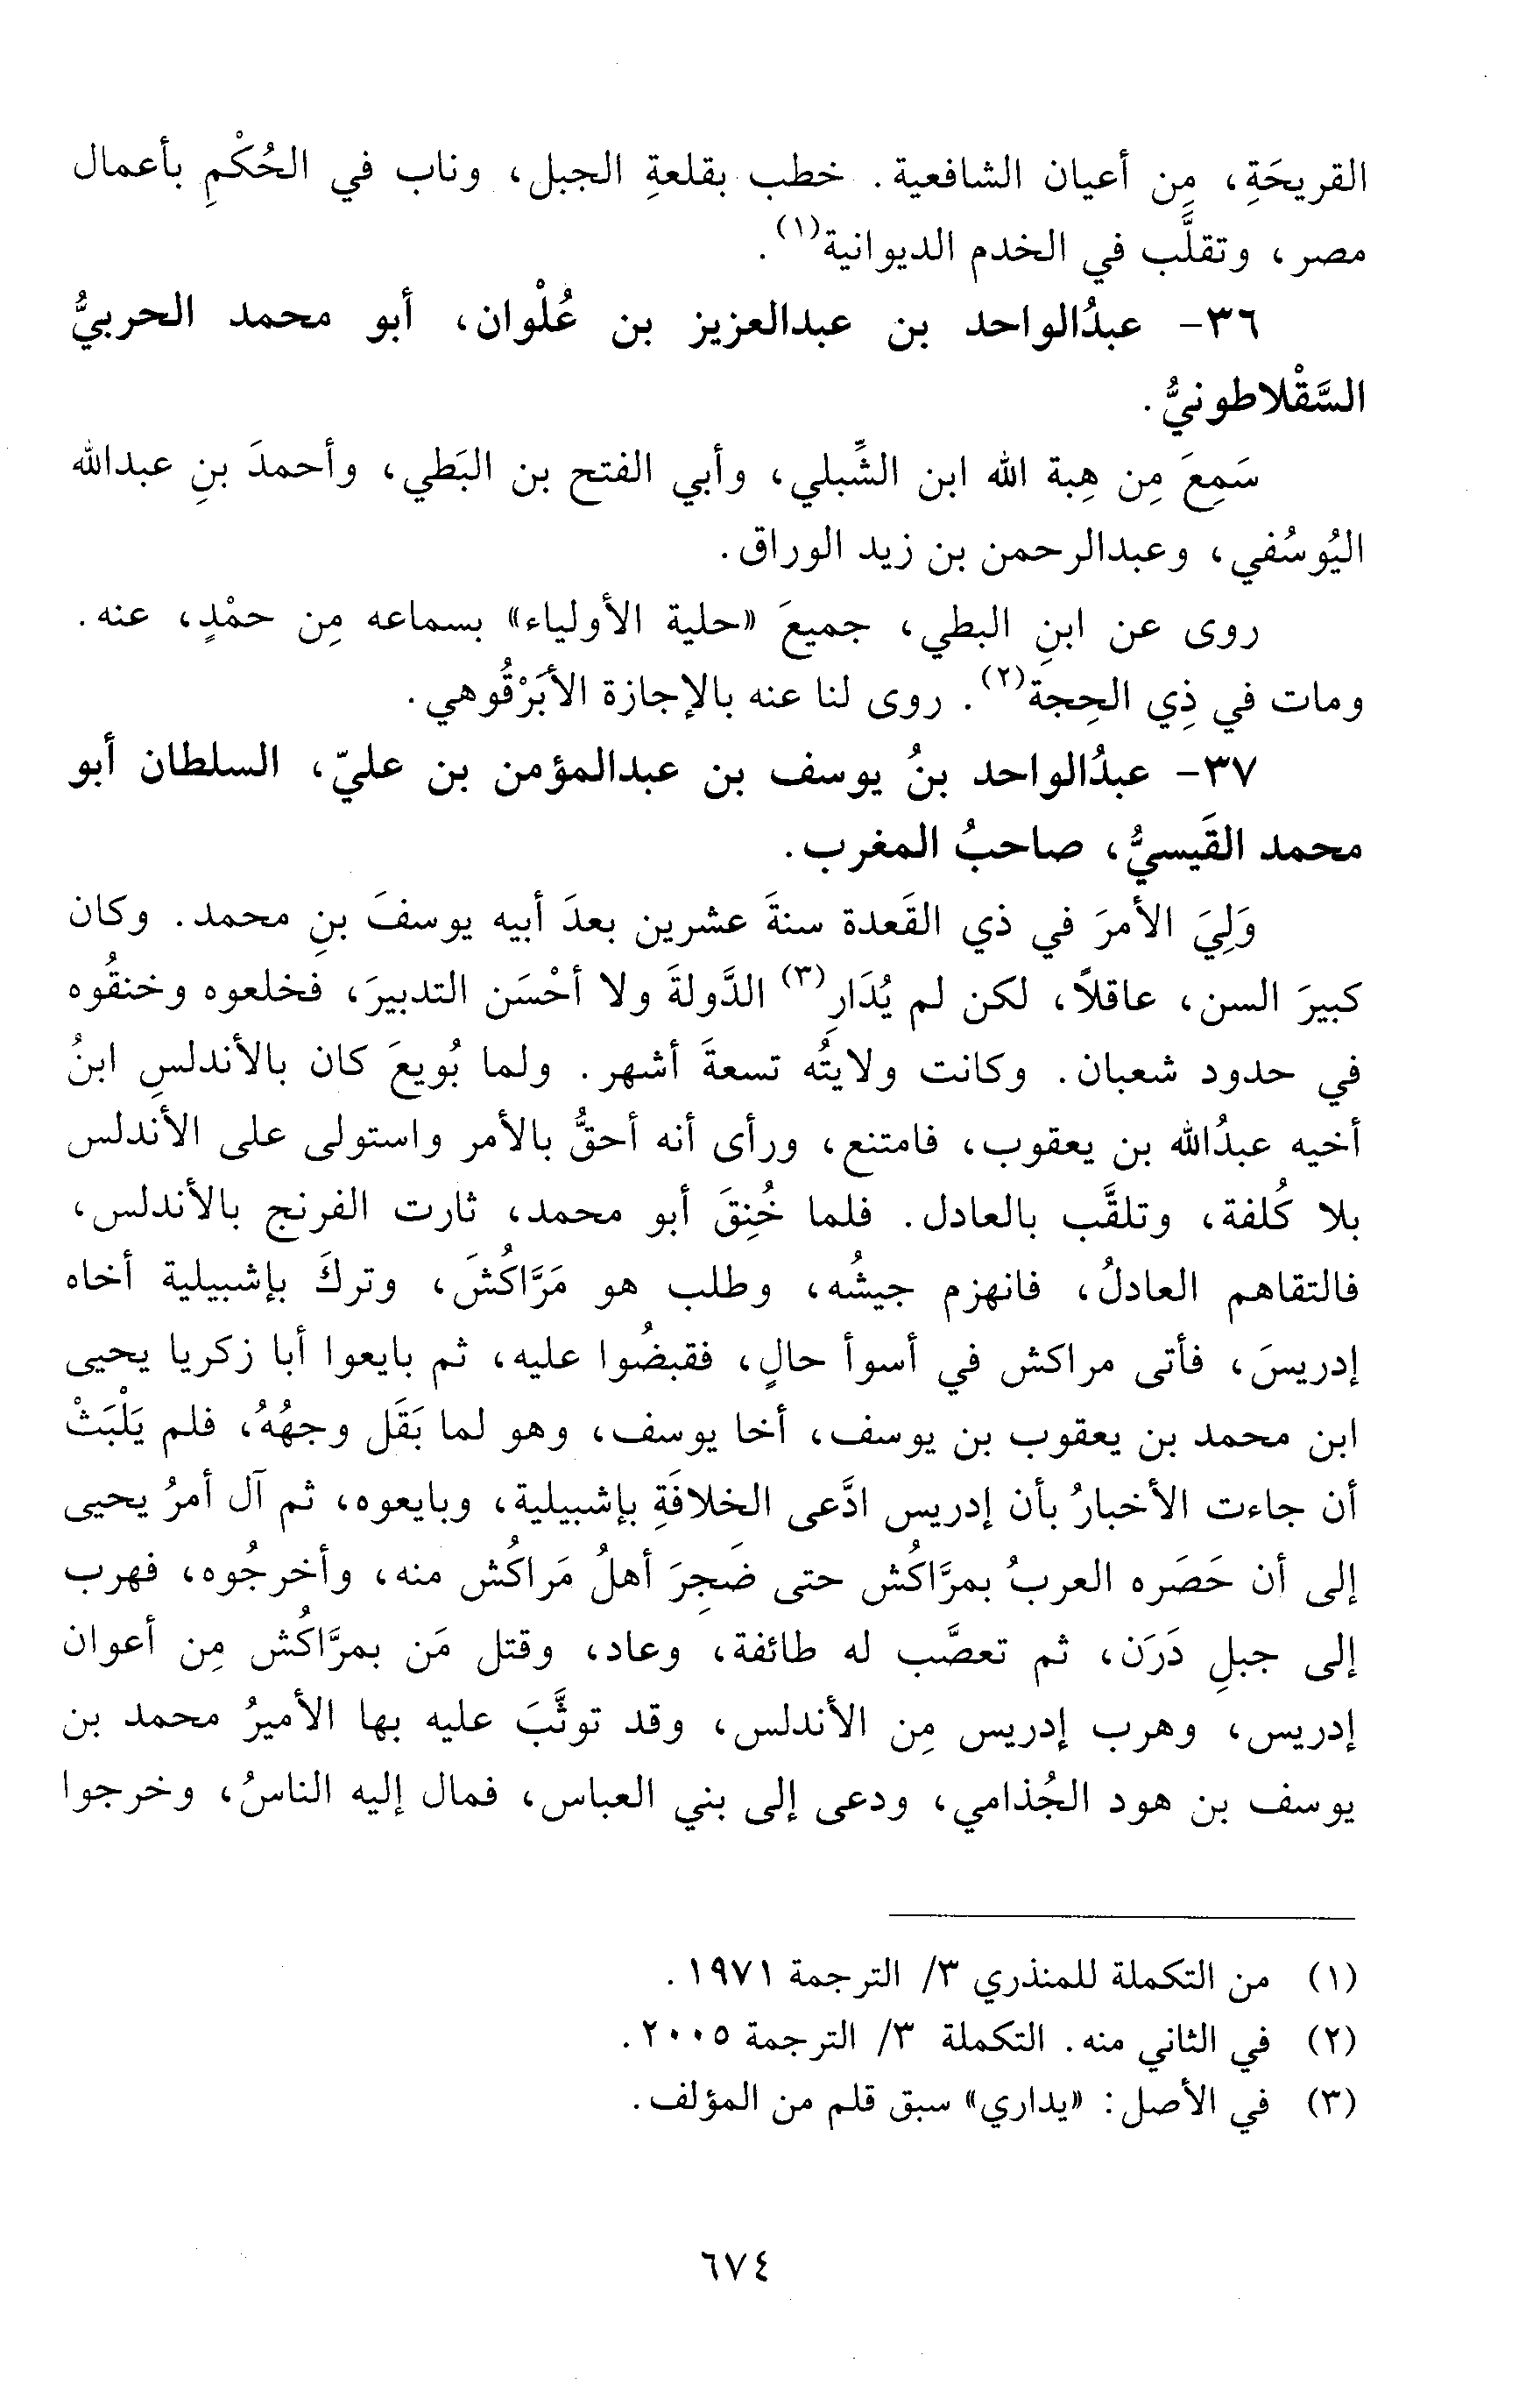 القريحَةِ، مِن أعيان الشافعية. خطب بقلعةِ الجبل، وناب في الحُكْمِ بأعمال
مصر، وتقلَّب في الخدم الديوانية(١).
٣٦- عبدُالواحد بن عبدالعزيز بن عُلْوان، أبو محمد الحربيُّ
السَّقْلاطونيُّ.
سَمِعَ مِن هِبة الله ابن الشِّبلي، وأبي الفتح بن البَطي، وأحمدَ بنِ عبدالله
اليُوسُفي، وعبدالرحمن بن زيد الوراق.
روى عن ابنِ البطي، جميعَ «حلية الأولياء» بسماعه مِن حمْدٍ، عنه.
ومات في ذِي الحِجة(٢). روى لنا عنه بالإجازة الأبَرْقُوهي.
٣٧- عبدُالواحد بنُ يوسف بن عبدالمؤمن بن عليّ، السلطان أبو
محمد القَيسيُّ، صاحبُ المغرب.
وَلِيَ الأمرَ في ذي القَعدة سنةَ عشرين بعدَ أبيه يوسفَ بنِ محمد. وكان
كبيرَ السن، عاقلاً، لكن لم يُدَارِ(٣) الدَّولةَ ولا أحْسَن التدبيرَ، فخلعوه وخنقُوه
في حدود شعبان. وكانت ولايتُه تسعةَ أشهر. ولما بُويعَ كان بالأندلسِ ابنُ
أخيه عبدُالله بن يعقوب، فامتنع، ورأى أنه أحقُّ بالأمر واستولى على الأندلس
بلا كُلفة، وتلقَّب بالعادل. فلما خُنِقَ أبو محمد، ثارت الفرنج بالأندلس،
فالتقاهم العادلُ، فانهزم جيشُه، وطلب هو مَرَّاكُشَ، وتركَ بإشبيلية أخاه
إدريسَ، فأتى مراكش في أسوأ حالٍ، فقبضُوا عليه، ثم بايعوا أبا زكريا يحيى
ابن محمد بن يعقوب بن يوسف، أخا يوسف، وهو لما بَقَل وجهُهُ، فلم يَلْبَثْ
أن جاءت الأخبارُ بأن إدريس ادَّعى الخلافَةِ بإشبيلية، وبايعوه، ثم آل أمرُ يحيى
إلى أن حَصَره العربُ بمرَّاكُش حتى ضَجِرَ أهلُ مَراكُش منه، وأخرجُوه، فهرب
إلى جبلِ دَرَن، ثم تعصَّب له طائفة، وعاد، وقتل مَن بمرَّاكُش مِن أعوان
إدريس، وهرب إدريس مِن الأندلس، وقد توثَّبَ عليه بها الأميرُ محمد بن
يوسف بن هود الجُذامي، ودعى إلى بني العباس، فمال إليه الناسُ، وخرجوا
(١) من التكملة للمنذري ٣/ الترجمة ١٩٧١.
(٢) في الثاني منه. التكملة ٣/ الترجمة ٢٠٠٥.
(٣) في الأصل: «يداري» سبق قلم من المؤلف.
٦٧٤